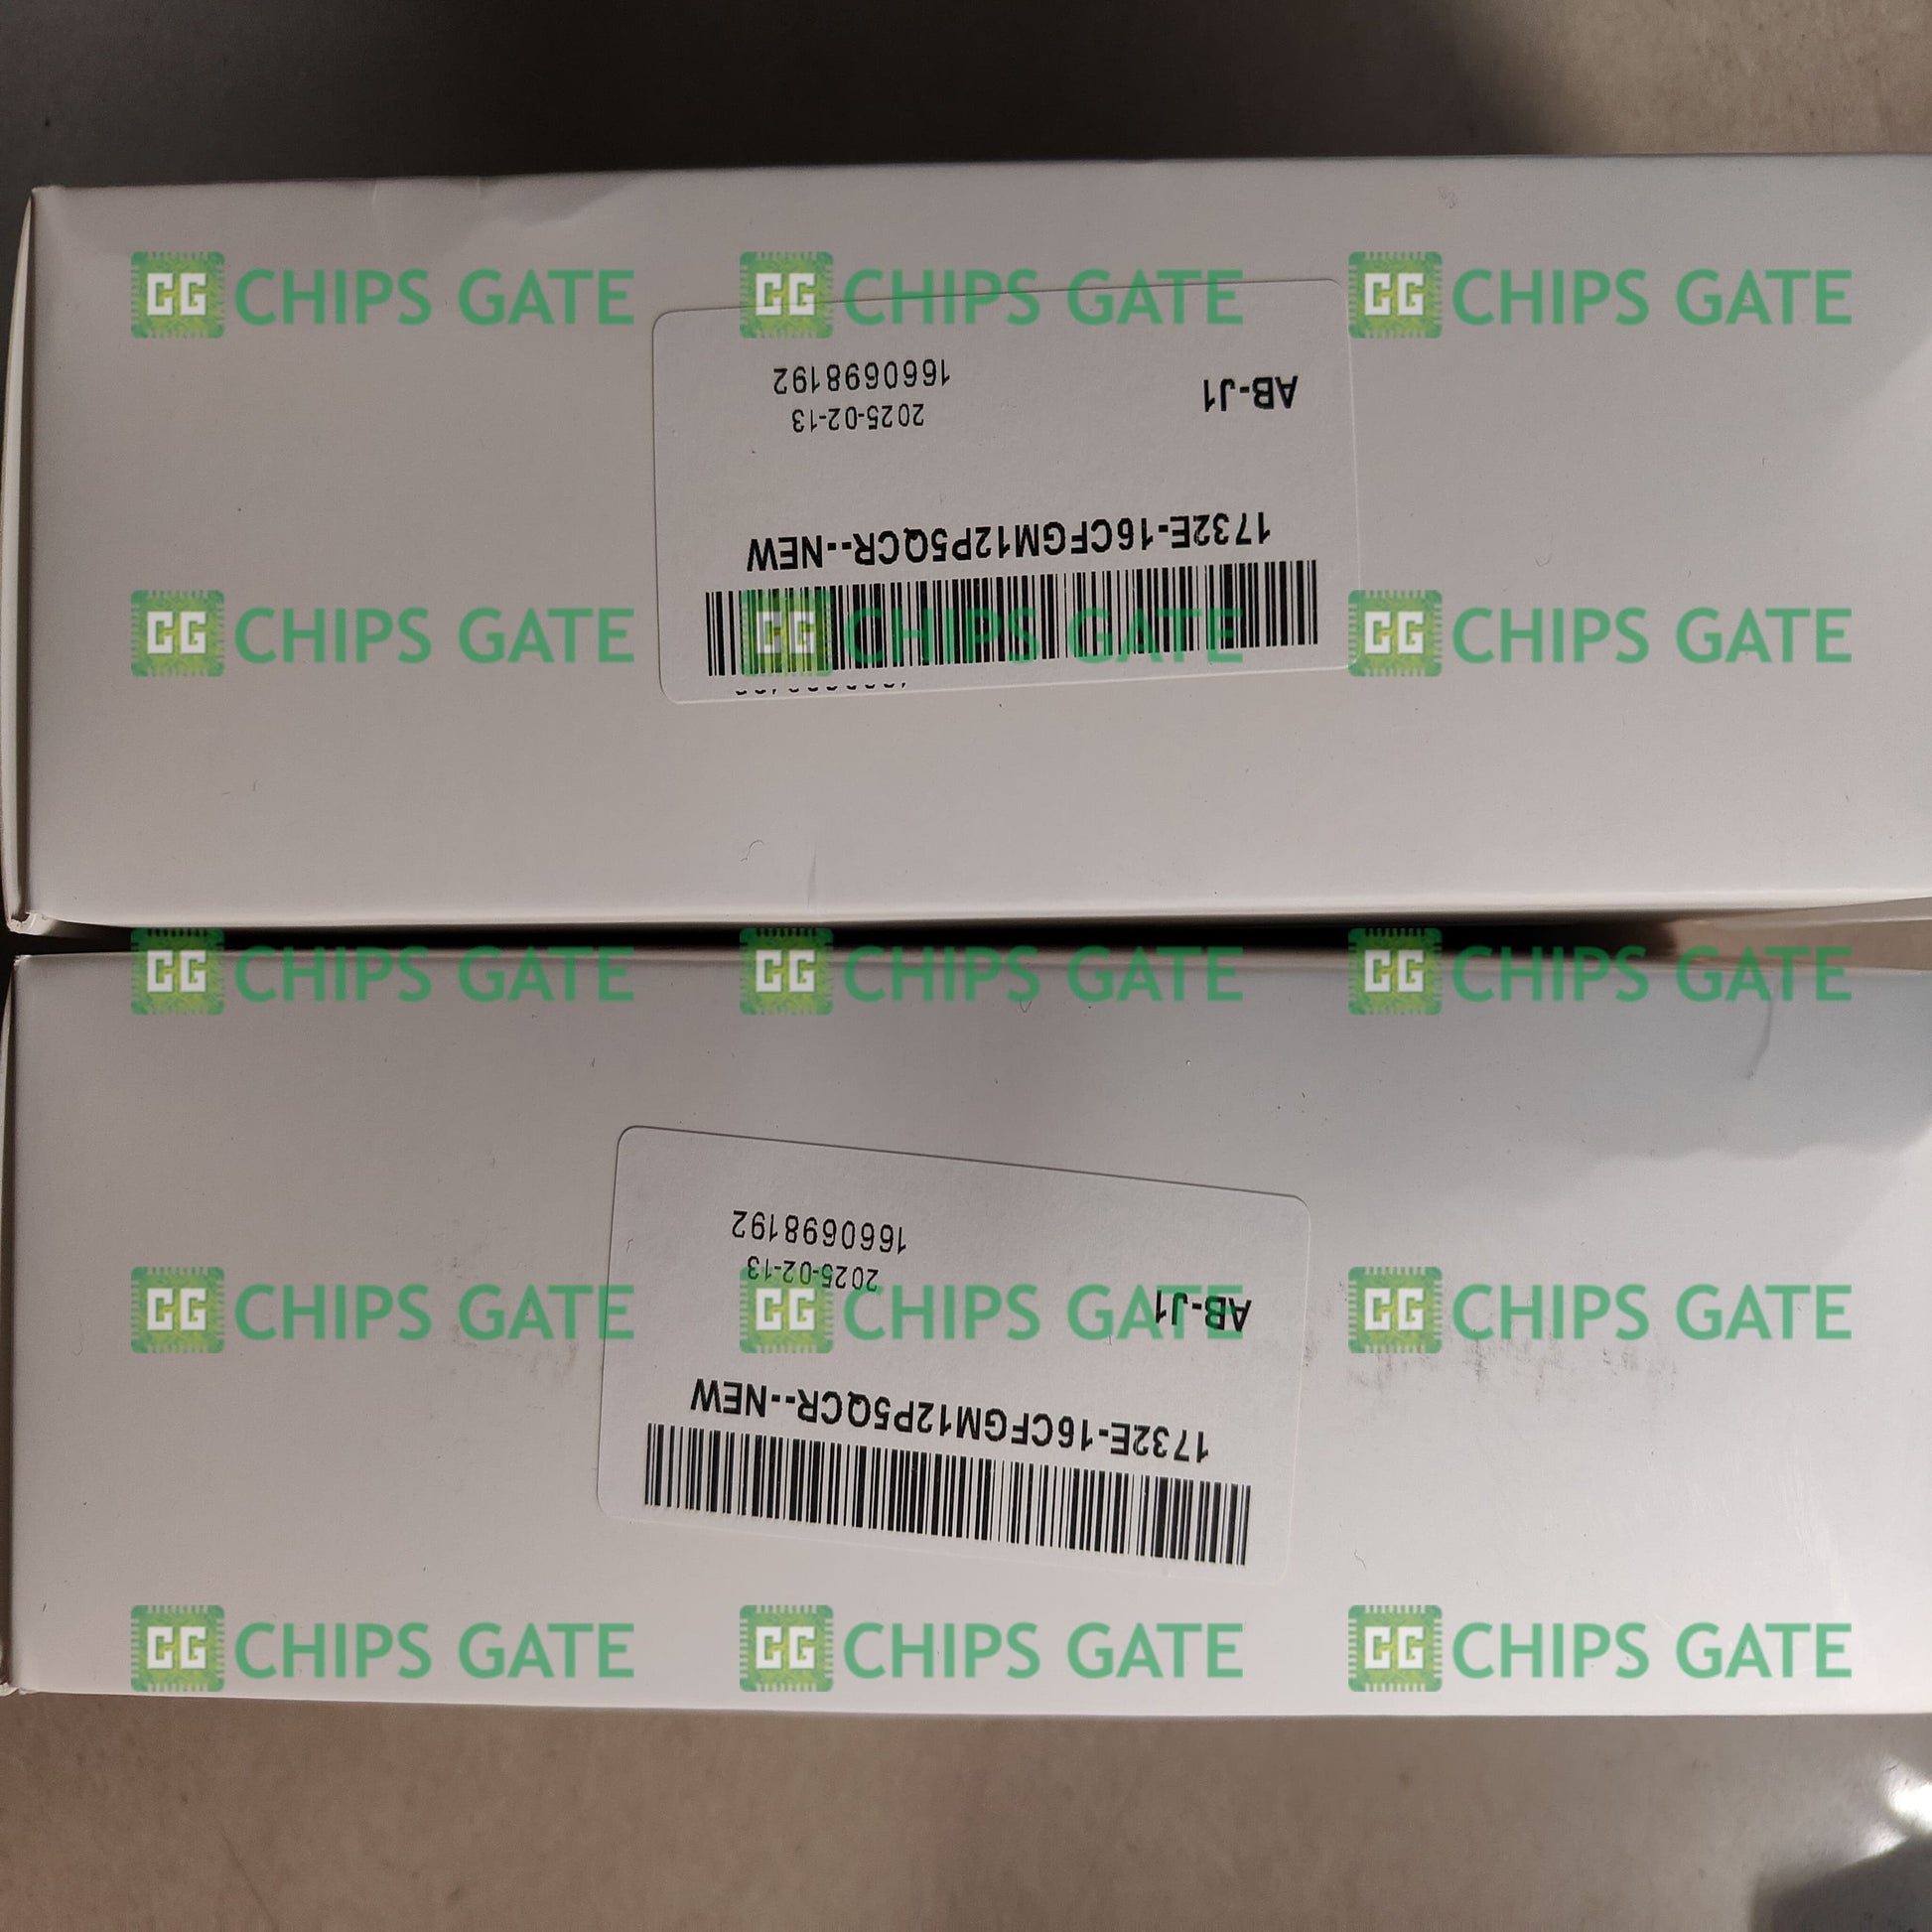 CG CHIPS GATE CG CHIPS GATE CG CHIPS GATE
1732E-16CFGM12P5QCR--NEW
AB-J1
2025-02-13
1660698192
CG CHIPS GATE CG CHIPS GATE CG CHIPS GATE
CG CHIPS GATE CG CHIPS GATE CG CHIPS GATE
1732E-16CFGM12P5QCR--NEW
AB-J1
2025-02-13
1660698192
CG CHIPS GATE CG CHIPS GATE CG CHIPS GATE
CG CHIPS GATE CG CHIPS GATE CG CHIPS GATE